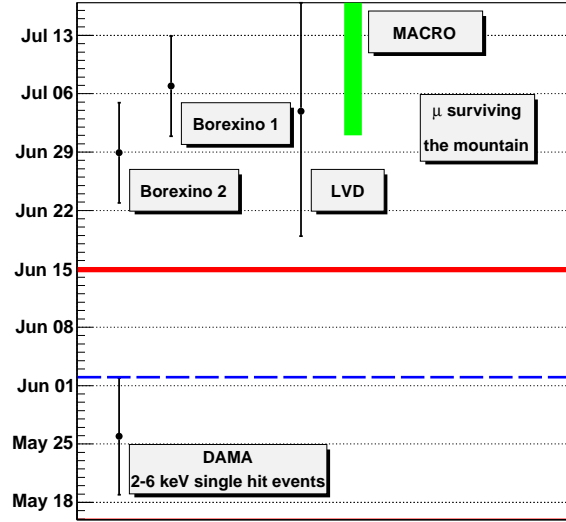 Jul 13
Jul 06
Jun 29
Jun 22
Jun 15
Jun 08
Jun 01
May 25
May 18
MACRO
Borexino 1
μ surviving
the mountain
Borexino 2
LVD
DAMA
2-6 keV single hit events